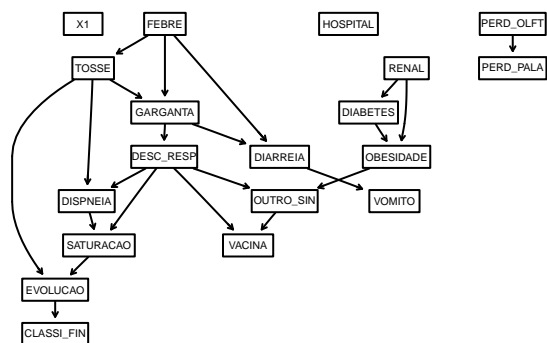 X1
FEBRE
HOSPITAL
PERD_OLFT
TOSSE
RENAL
PERD_PALA
GARGANTA
DIABETES
DESC_RESP
DIARREIA
OBESIDADE
DISPNEIA
OUTRO_SIN
VOMITO
SATURACAO
VACINA
EVOLUCAO
CLASSI_FIN